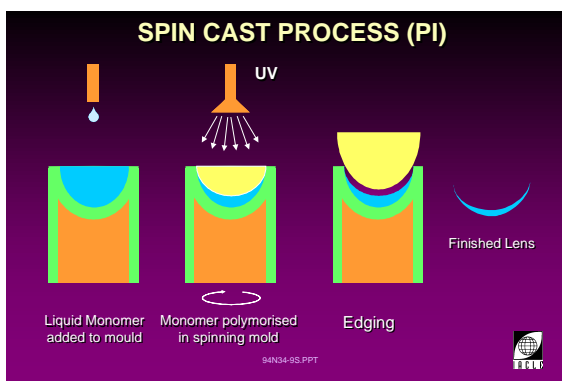 SPIN CAST PROCESS (PI)
UV
Finished Lens
Liquid Monomer
added to mould
Monomer polymorised
in spinning mold
Edging
94N34-9S.PPT
IACLE